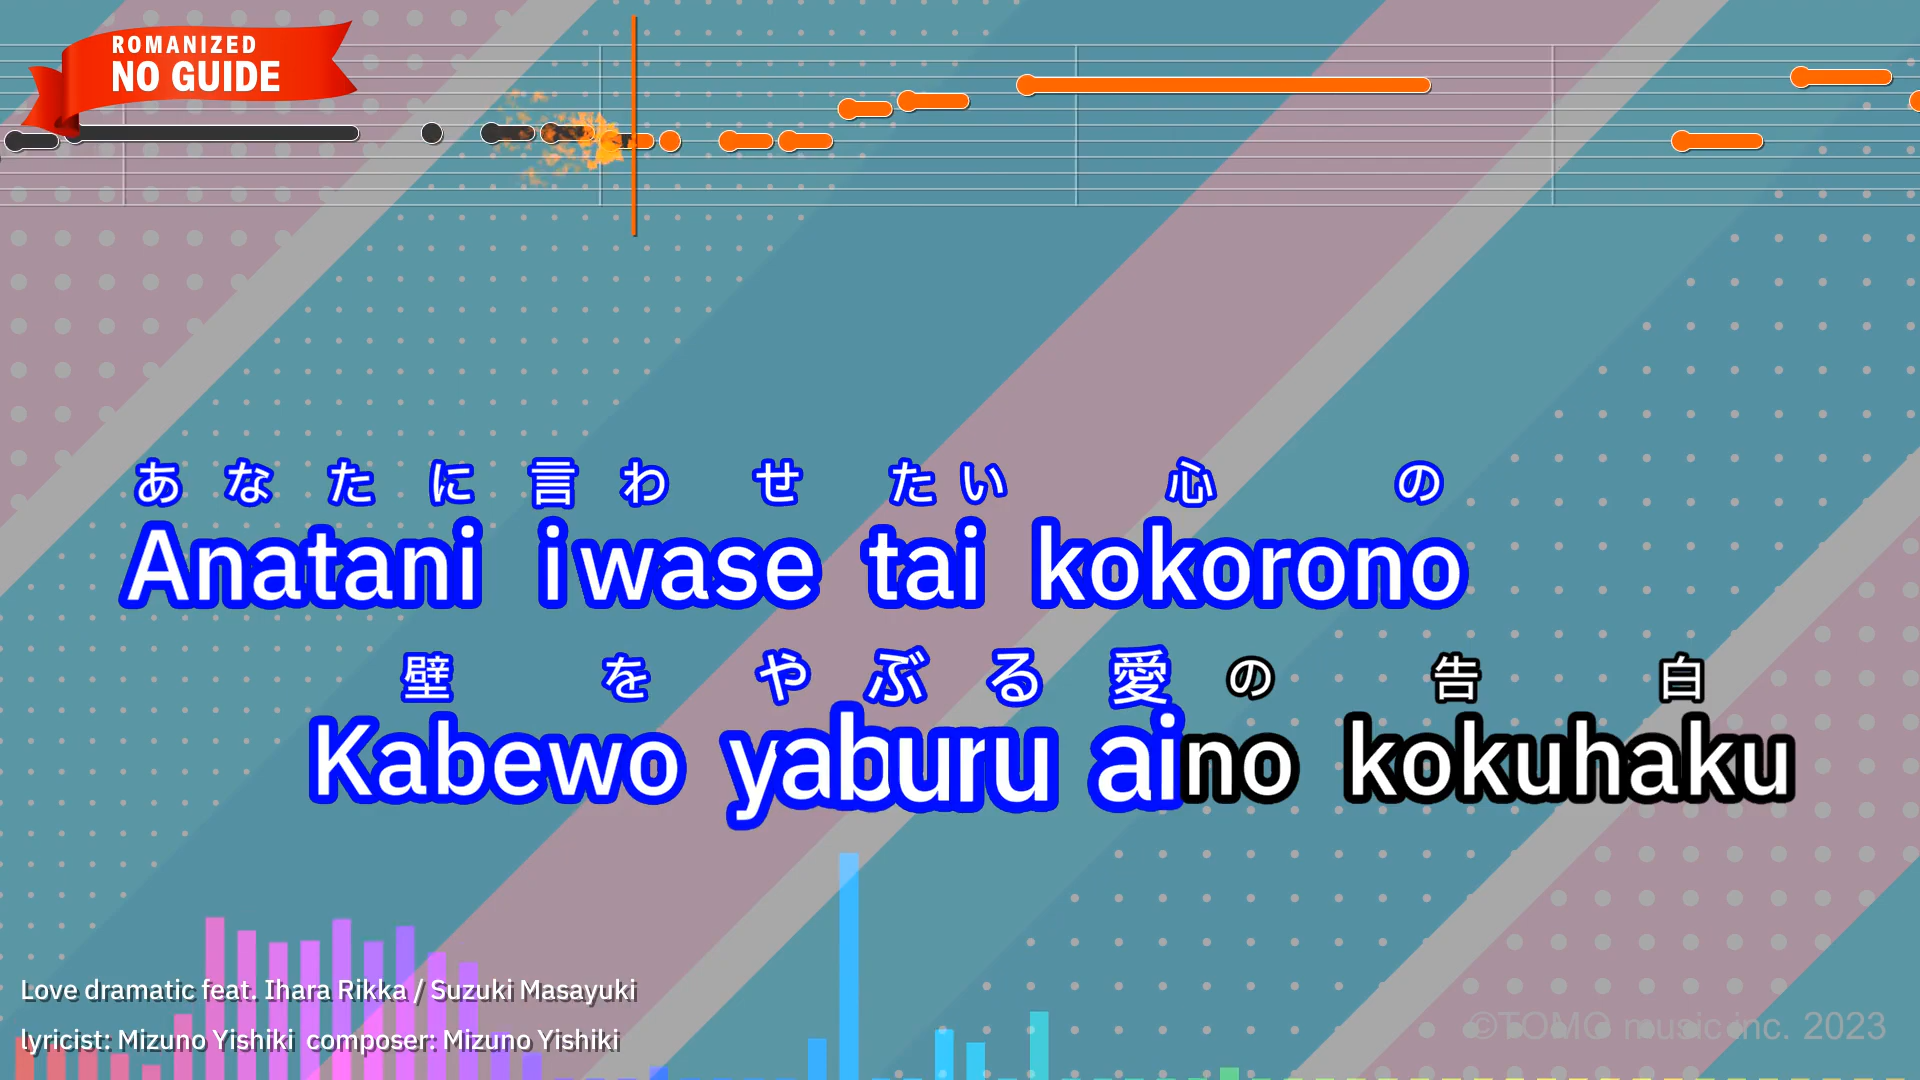 ROMANIZED
NO GUIDE
あなたに言わせたい心の
Anatani iwase tai kokorono
壁をやぶる愛の告白
Kabewo yaburu aino kokuhaku
Love dramatic feat. Ihara Rikka / Suzuki Masayuki
lyricist: Mizuno Yishiki composer: Mizuno Yishiki
©TOMO music inc. 2023